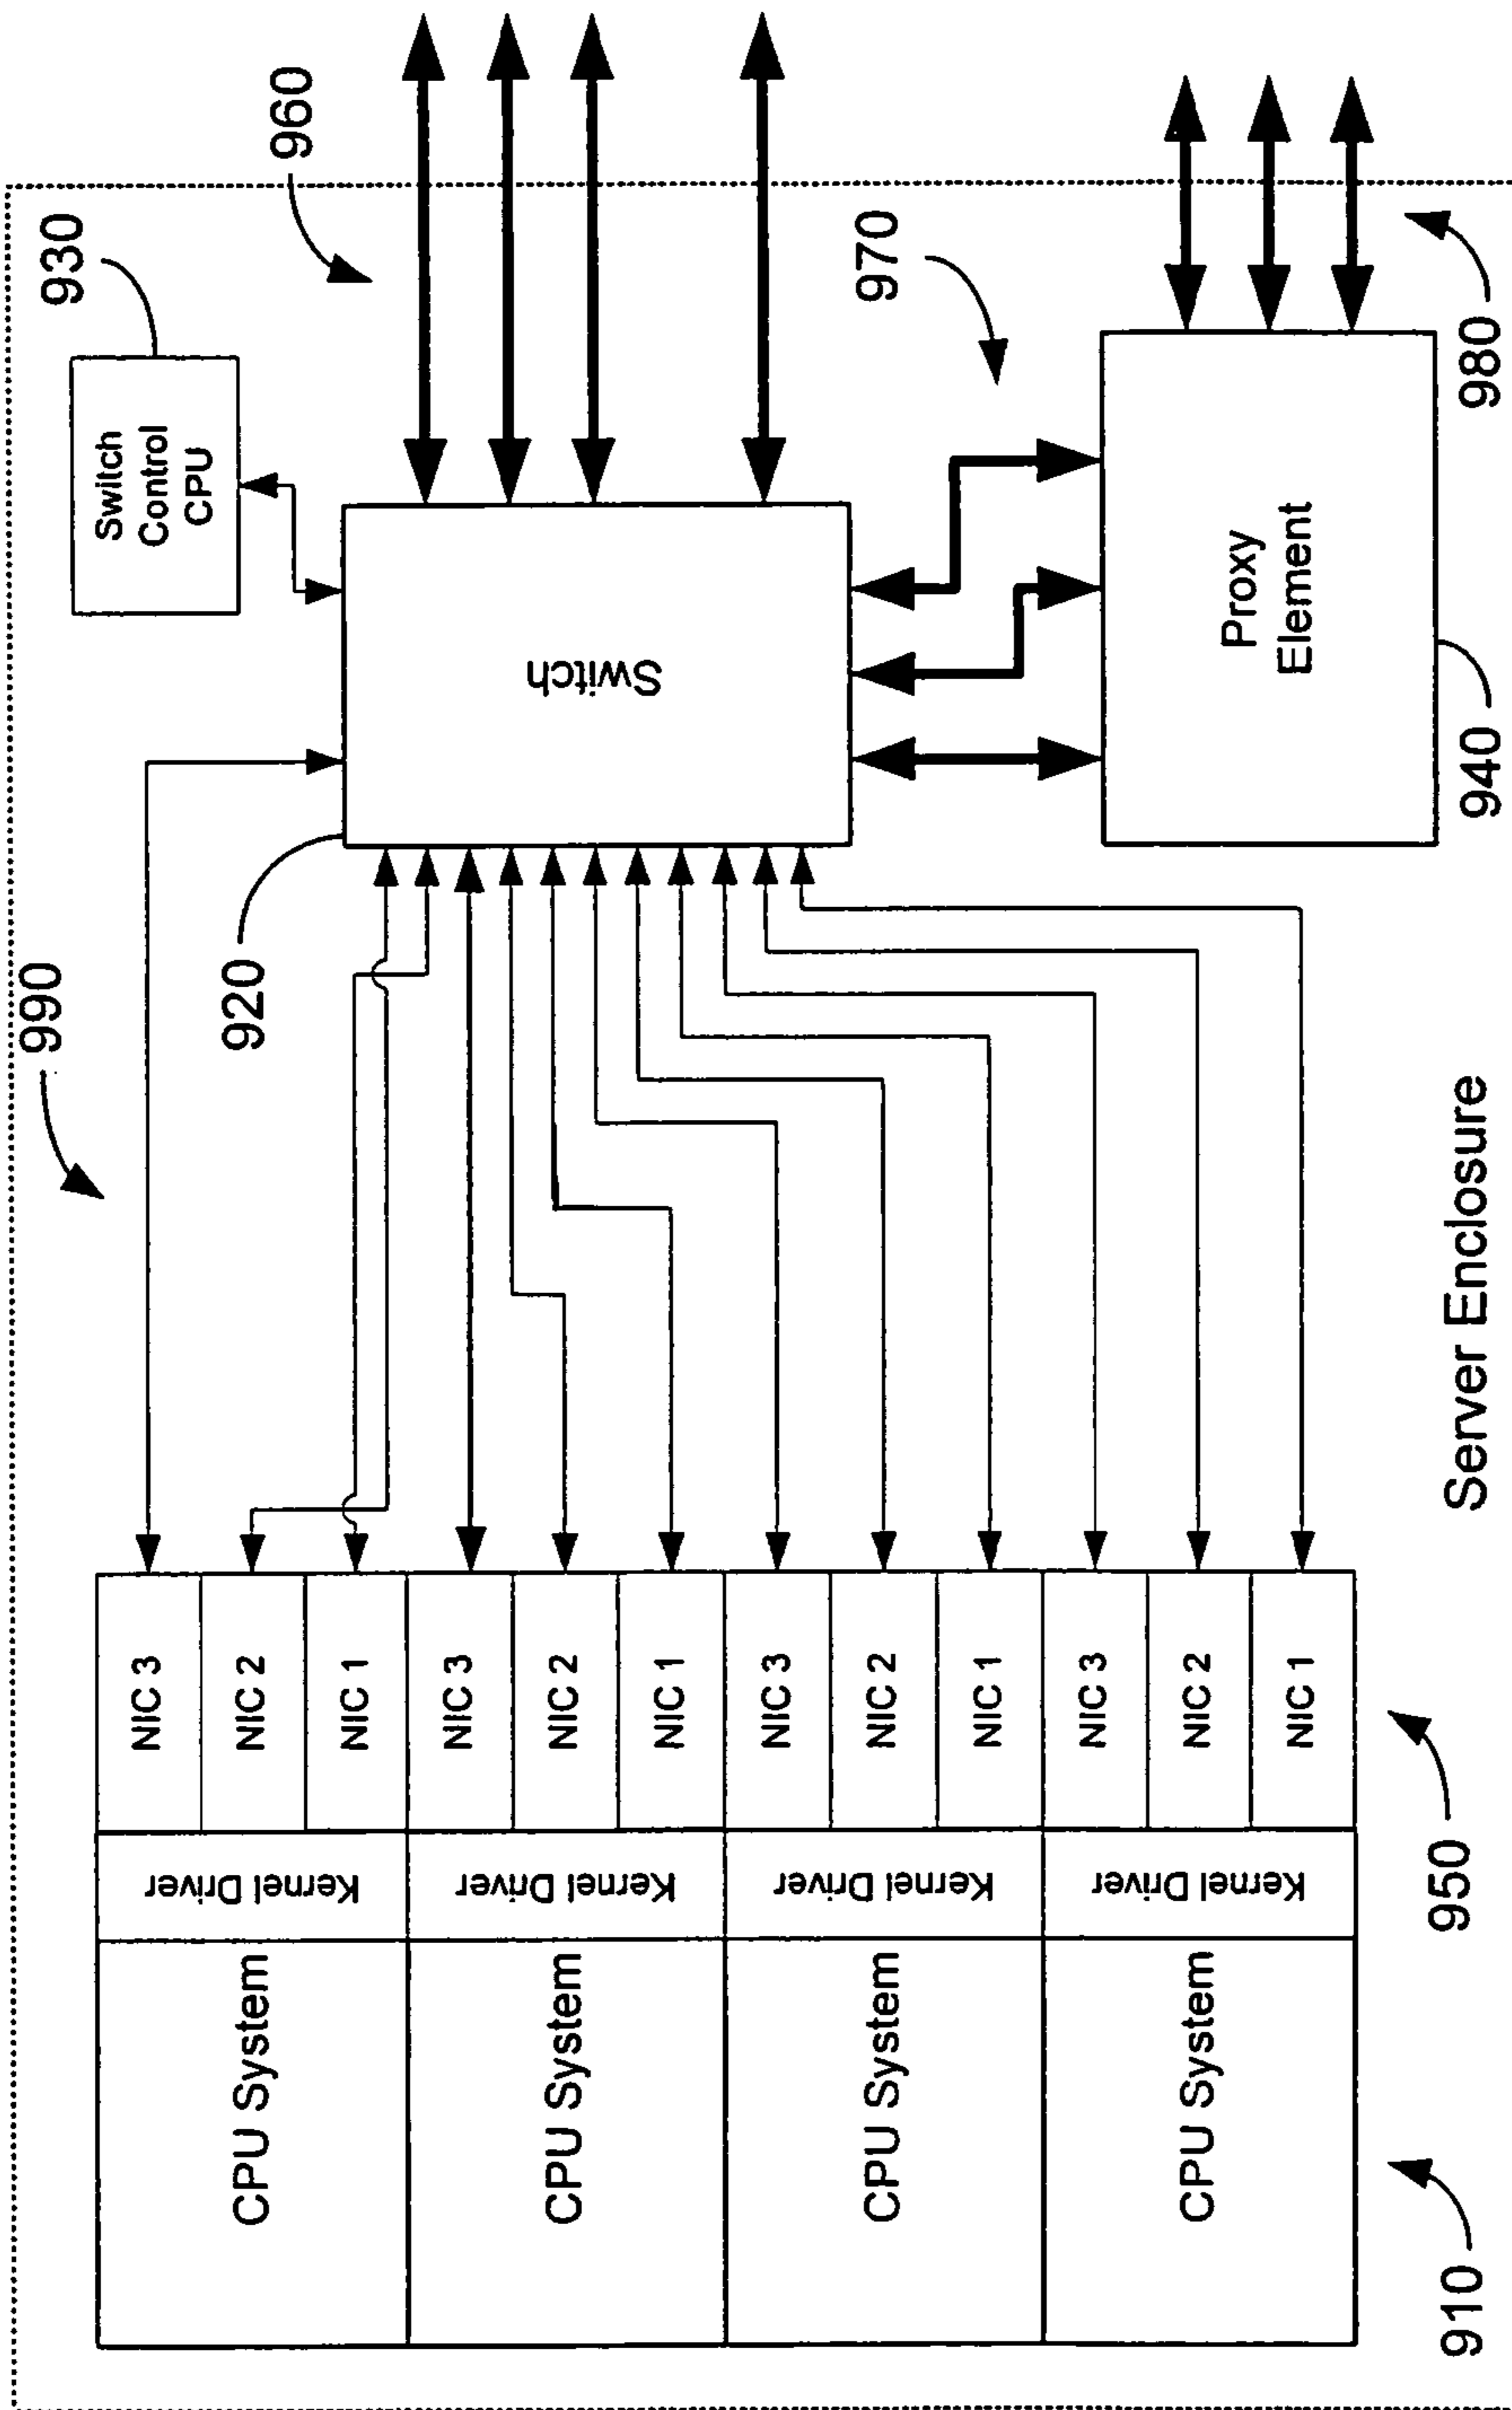 990
930
960
Switch
Control
CPU
920
Switch
970
Proxy
Element
940
980
NIC 3
NIC 2
NIC 1
NIC 3
NIC 2
NIC 1
NIC 3
NIC 2
NIC 1
NIC 3
NIC 2
NIC 1
Kernel Driver
Kernel Driver
Kernel Driver
Kernel Driver
CPU System
CPU System
CPU System
CPU System
910
950
Server Enclosure